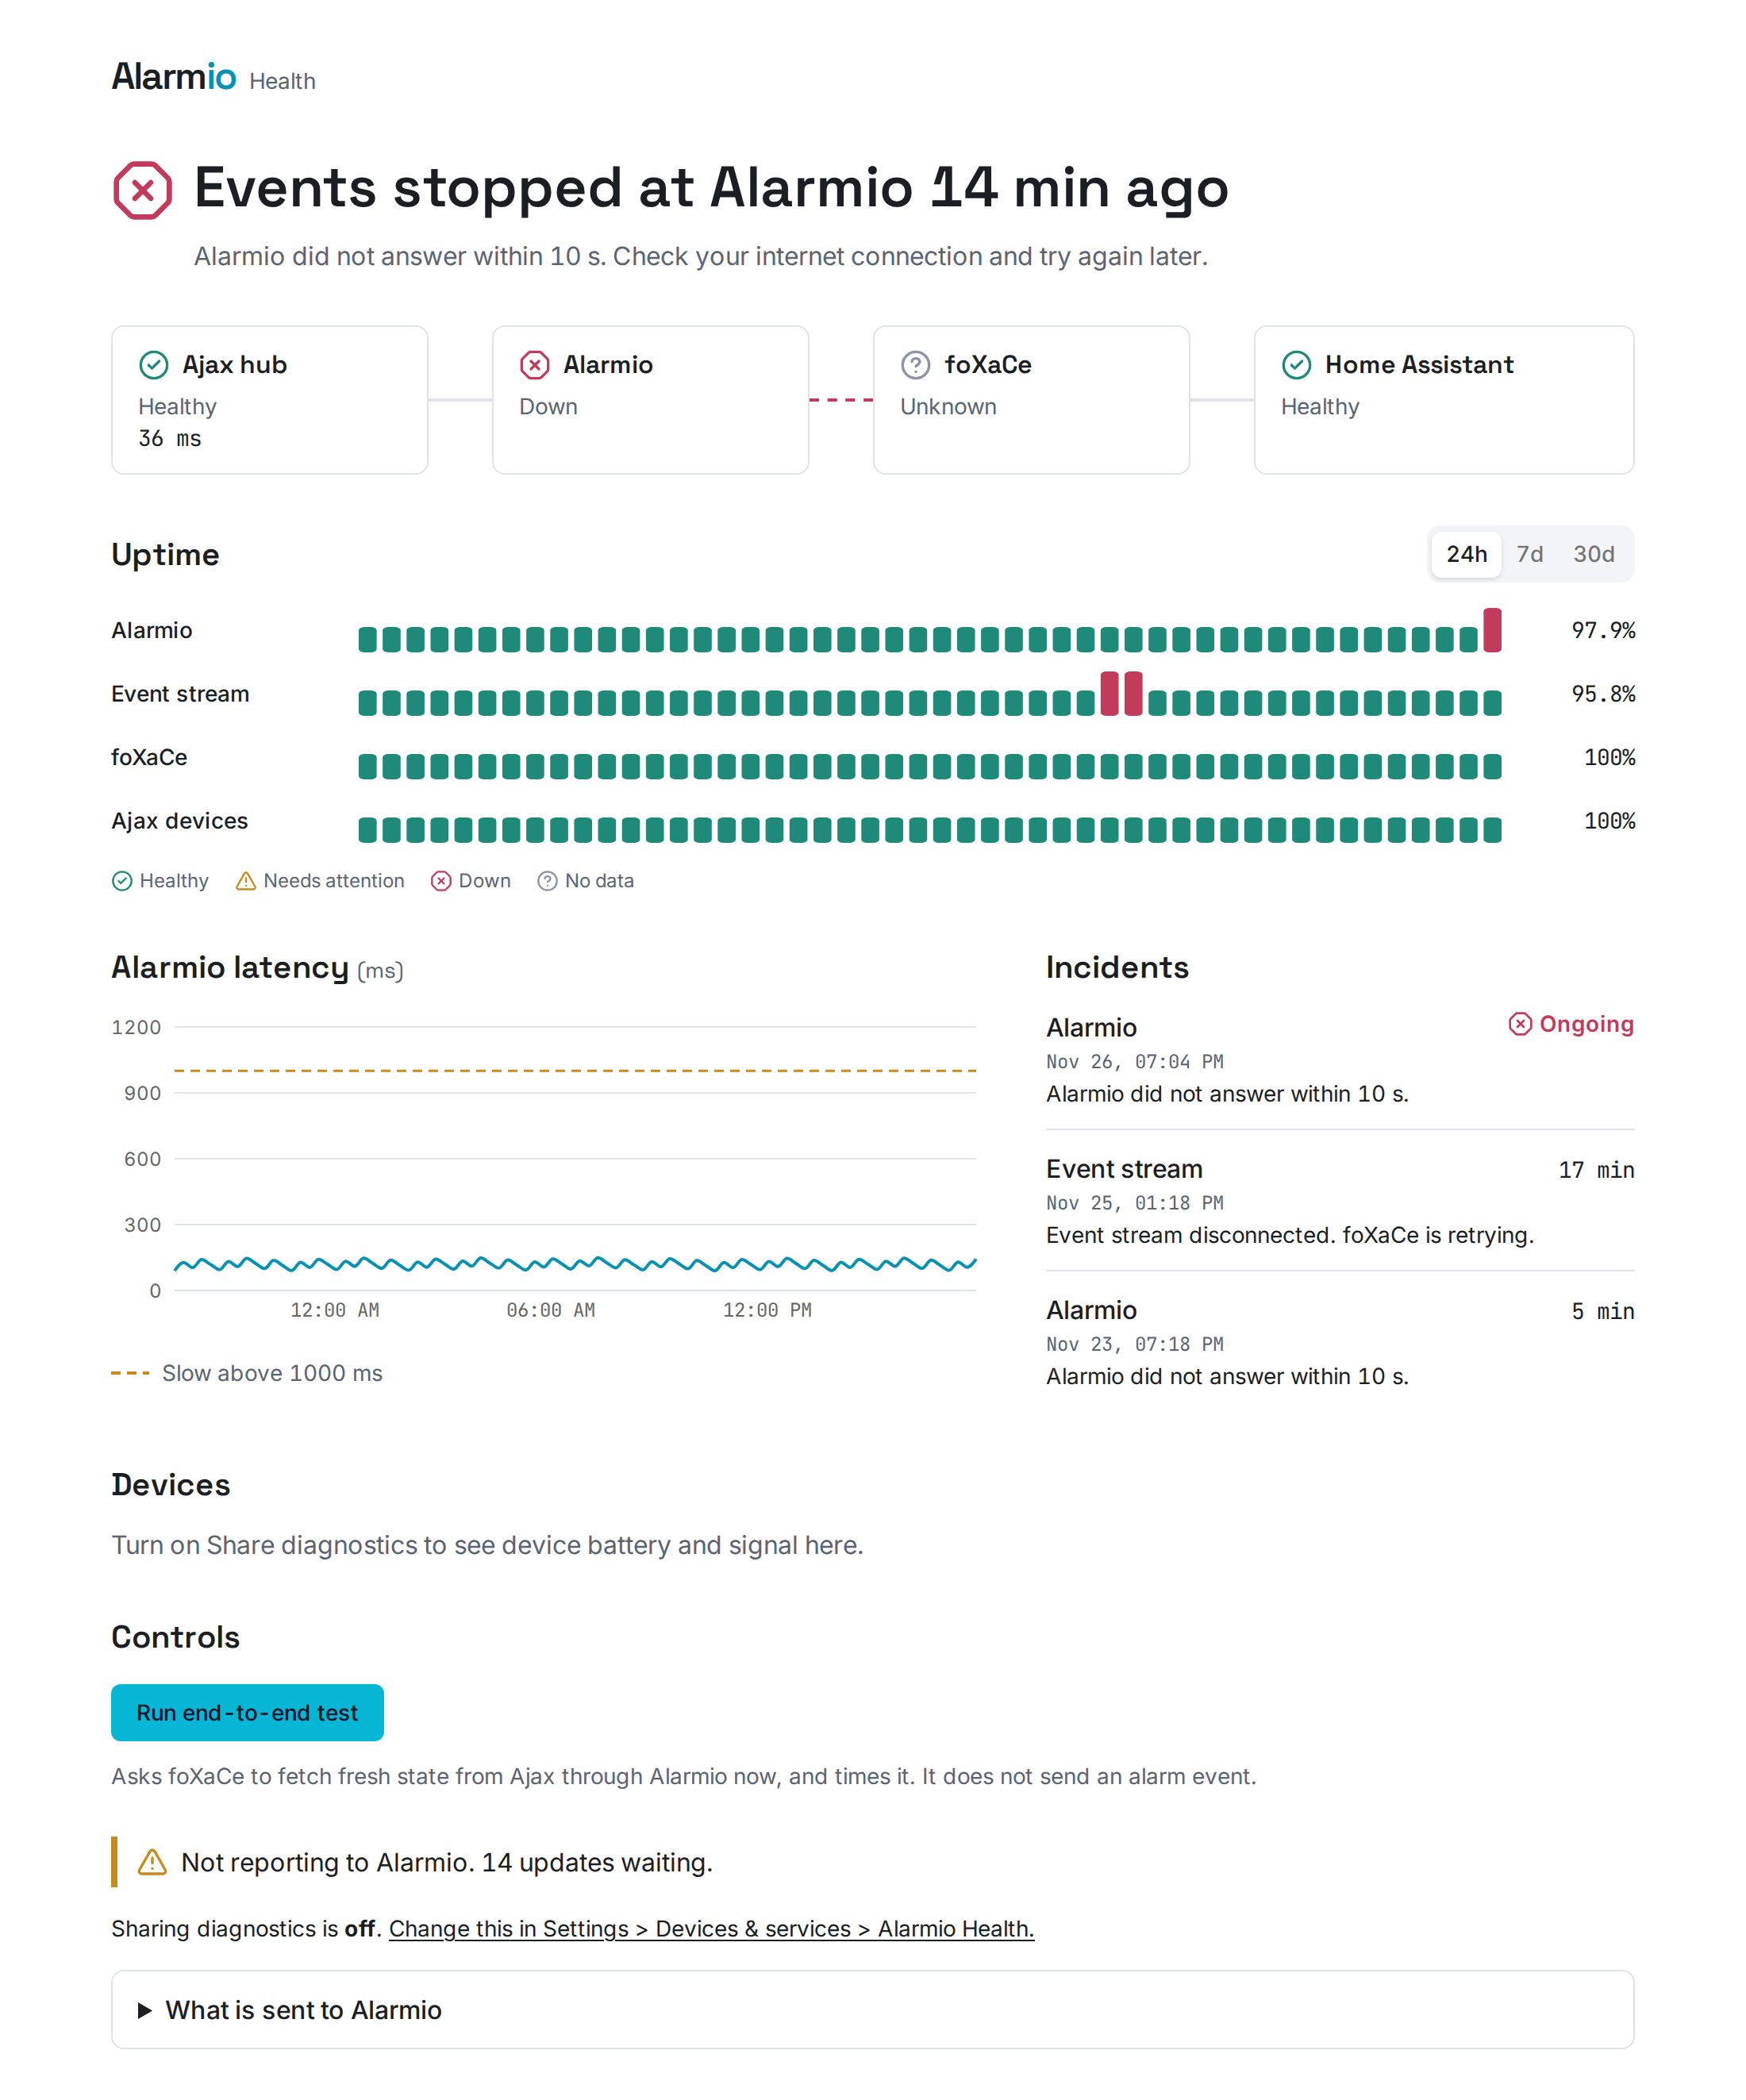 Alarmio Health
Events stopped at Alarmio 14 min ago
Alarmio did not answer within 10 s. Check your internet connection and try again later.
Ajax hub
Healthy
36 ms
Alarmio
Down
foXaCe
Unknown
Home Assistant
Healthy
Uptime
24h 7d 30d
Alarmio 97.9%
Event stream 95.8%
foXaCe 100%
Ajax devices 100%
Healthy Needs attention Down No data
Alarmio latency (ms)
1200
900
600
300
0
12:00 AM 06:00 AM 12:00 PM
Slow above 1000 ms
Incidents
Alarmio Ongoing
Nov 26, 07:04 PM
Alarmio did not answer within 10 s.
Event stream 17 min
Nov 25, 01:18 PM
Event stream disconnected. foXaCe is retrying.
Alarmio 5 min
Nov 23, 07:18 PM
Alarmio did not answer within 10 s.
Devices
Turn on Share diagnostics to see device battery and signal here.
Controls
Run end-to-end test
Asks foXaCe to fetch fresh state from Ajax through Alarmio now, and times it. It does not send an alarm event.
Not reporting to Alarmio. 14 updates waiting.
Sharing diagnostics is off. Change this in Settings > Devices & services > Alarmio Health.
What is sent to Alarmio